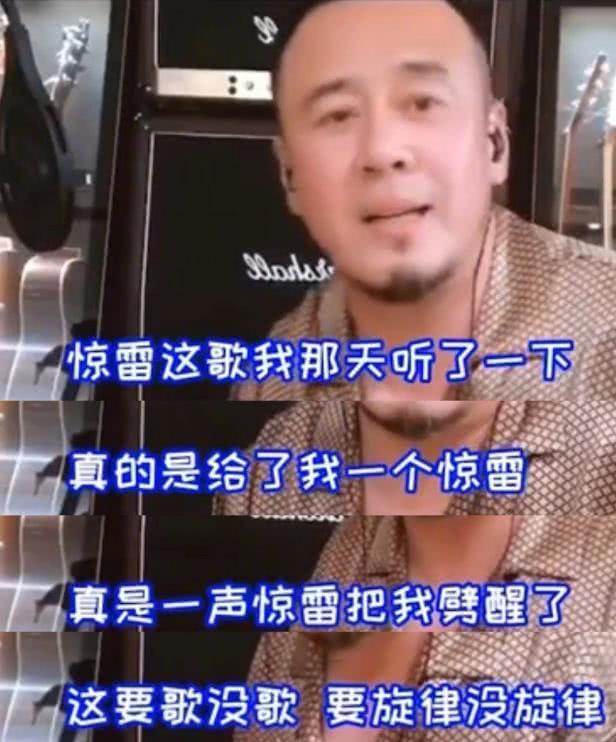 Marshall
惊雷这歌我那天听了一下
真的是给了我一个惊雷
真是一声惊雷把我劈醒了
这要歌没歌 要旋律没旋律